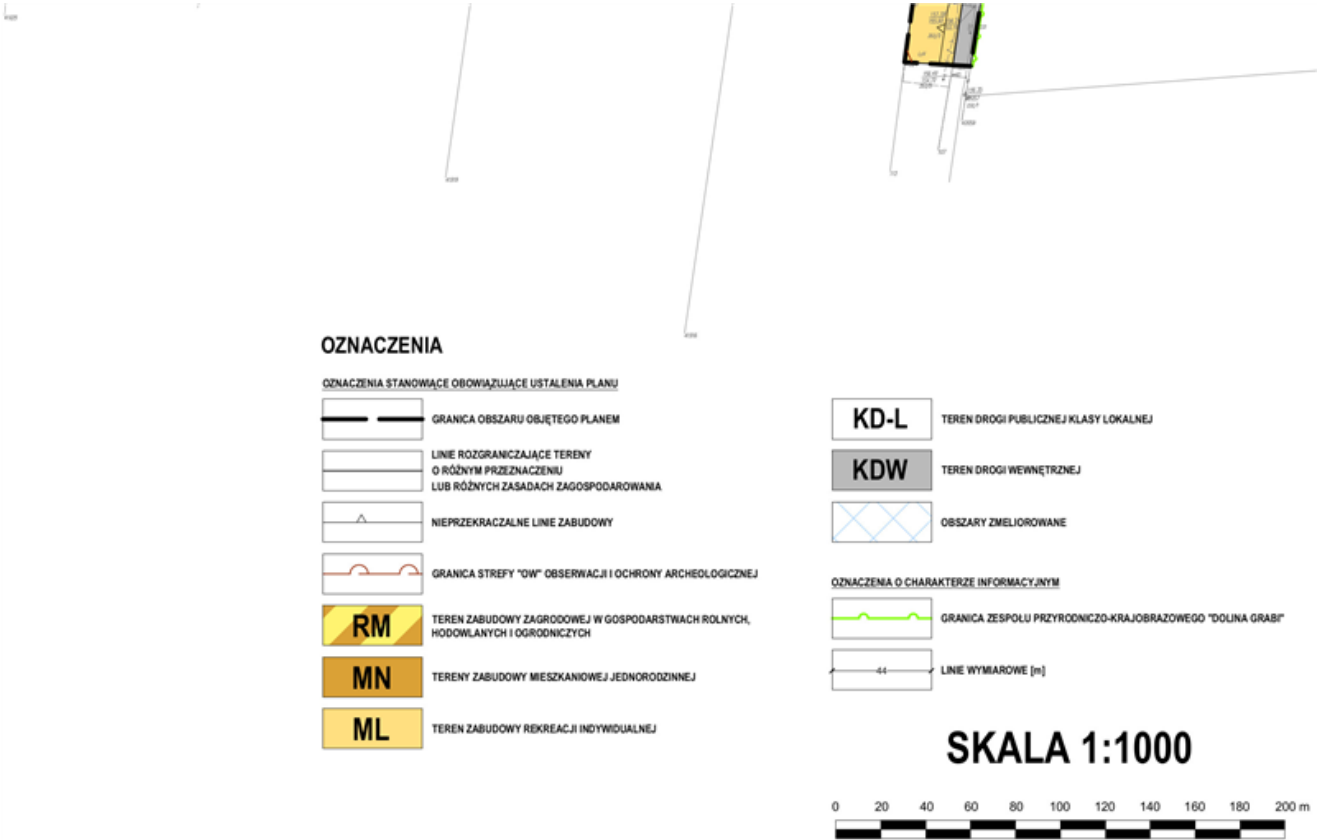 OZNACZENIA
OZNACZENIA STANOWIĄCE OBOWIĄZUJĄCE USTALENIA PLANU
GRANICA OBSZARU OBJĘTEGO PLANEM
LINIE ROZGRANICZAJĄCE TERENY
O RÓŻNYM PRZEZNACZENIU
LUB RÓŻNYCH ZASADACH ZAGOSPODAROWANIA
NIEPRZEKRACZALNE LINIE ZABUDOWY
GRANICA STREFY "OW" OBSERWACJI I OCHRONY ARCHEOLOGICZNEJ
RM TEREN ZABUDOWY ZAGRODOWEJ W GOSPODARSTWACH ROLNYCH,
HODOWLANYCH I OGRODNICZYCH
MN TERENY ZABUDOWY MIESZKANIOWEJ JEDNORODZINNEJ
ML TEREN ZABUDOWY REKREACJI INDYWIDUALNEJ
KD-L TEREN DROGI PUBLICZNEJ KLASY LOKALNEJ
KDW TEREN DROGI WEWNĘTRZNEJ
OBSZARY ZMELIOROWANE
OZNACZENIA O CHARAKTERZE INFORMACYJNYM
GRANICA ZESPOŁU PRZYRODNICZO-KRAJOBRAZOWEGO "DOLINA GRABI"
44 LINIE WYMIAROWE [m]
SKALA 1:1000
0 20 40 60 80 100 120 140 160 180 200 m